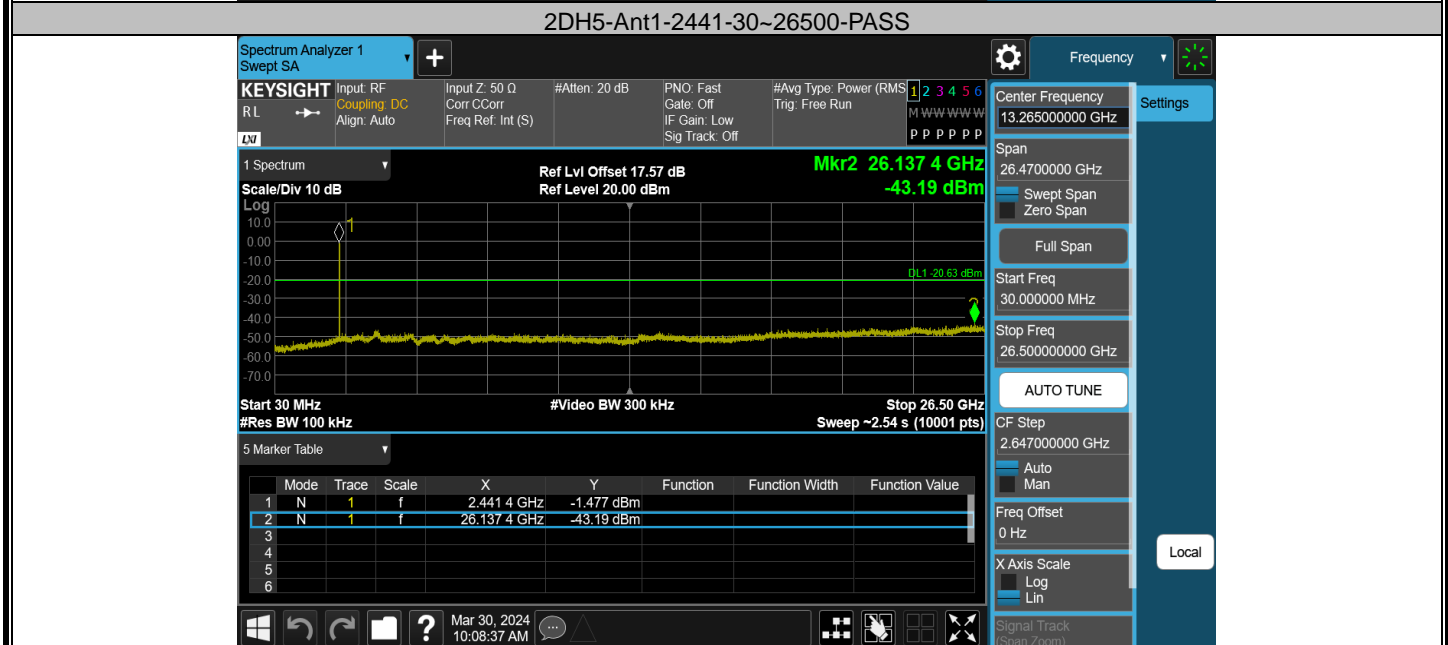 2DH5-Ant1-2441-30~26500-PASS
Spectrum Analyzer 1
Swept SA
+
Frequency
KEYSIGHT
RL
LXI
Input: RF
Coupling: DC
Align: Auto
Input Z: 50 Ω
Corr CCorr
Freq Ref: Int (S)
#Atten: 20 dB
PNO: Fast
Gate: Off
IF Gain: Low
Sig Track: Off
#Avg Type: Power (RMS
Trig: Free Run
1 2 3 4 5 6
M W W W W W
P P P P P P
Settings
Center Frequency
13.265000000 GHz
Span
26.4700000 GHz
Swept Span
Zero Span
Full Span
Start Freq
30.000000 MHz
Stop Freq
26.500000000 GHz
AUTO TUNE
CF Step
2.647000000 GHz
Auto
Man
Freq Offset
0 Hz
X Axis Scale
Log
Lin
Signal Track
(Span Zoom)
Local
1 Spectrum
Scale/Div 10 dB
Log
Ref Lvl Offset 17.57 dB
Ref Level 20.00 dBm
Mkr2 26.137 4 GHz
-43.19 dBm
10.0
0.00
-10.0
-20.0
-30.0
-40.0
-50.0
-60.0
-70.0
1
DL1 -20.63 dBm
2
Start 30 MHz
#Video BW 300 kHz
Stop 26.50 GHz
#Res BW 100 kHz
Sweep ~2.54 s (10001 pts)
5 Marker Table
Mode Trace Scale X Y Function Function Width Function Value
1 N 1 f 2.441 4 GHz -1.477 dBm
2 N 1 f 26.137 4 GHz -43.19 dBm
3
4
5
6
?
Mar 30, 2024
10:08:37 AM